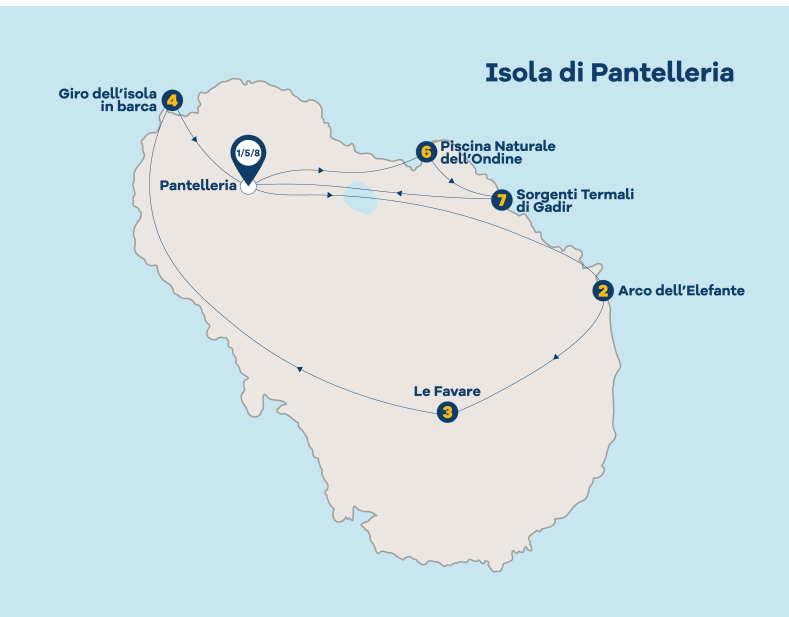 Isola di Pantelleria
Giro dell'isola
in barca
4
1/5/8
Pantelleria
6
Piscina Naturale
dell'Ondine
7
Sorgenti Termali
di Gadir
2
Arco dell'Elefante
Le Favare
3